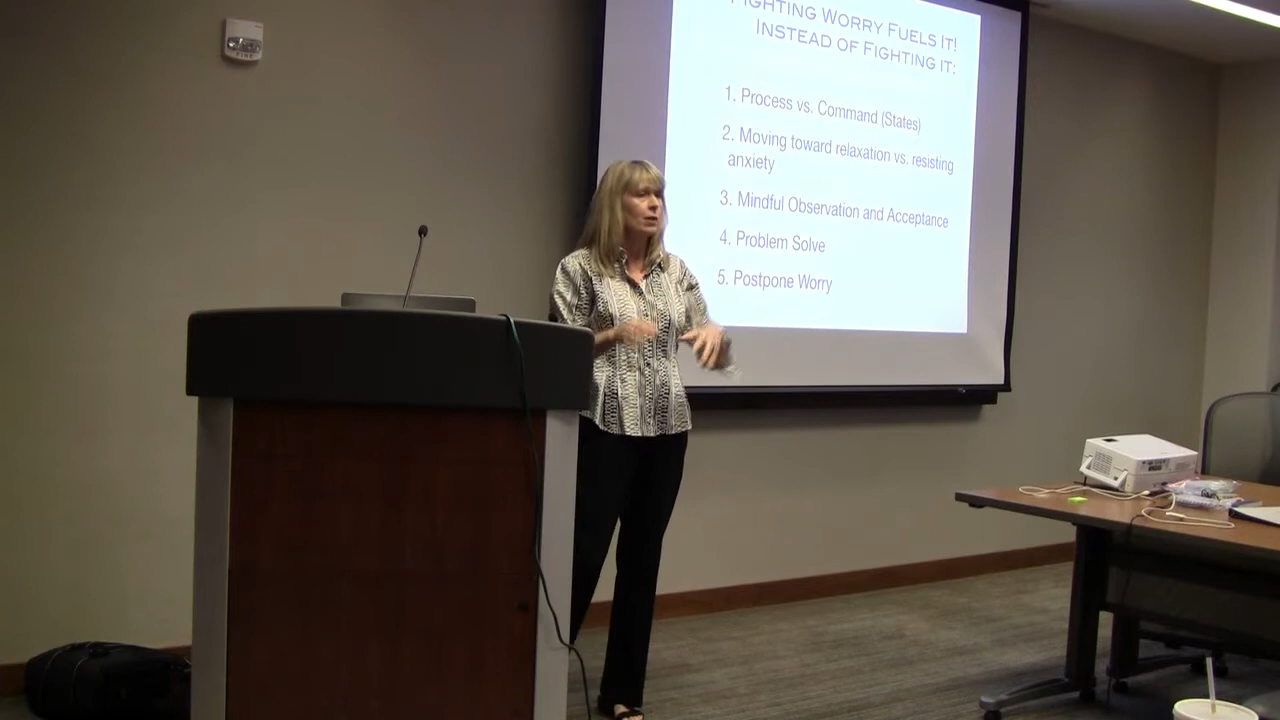 FIGHTING WORRY FUELS IT!
INSTEAD OF FIGHTING IT:
1. Process vs. Command (States)
2. Moving toward relaxation vs. resisting
anxiety
3. Mindful Observation and Acceptance
4. Problem Solve
5. Postpone Worry
FIRE